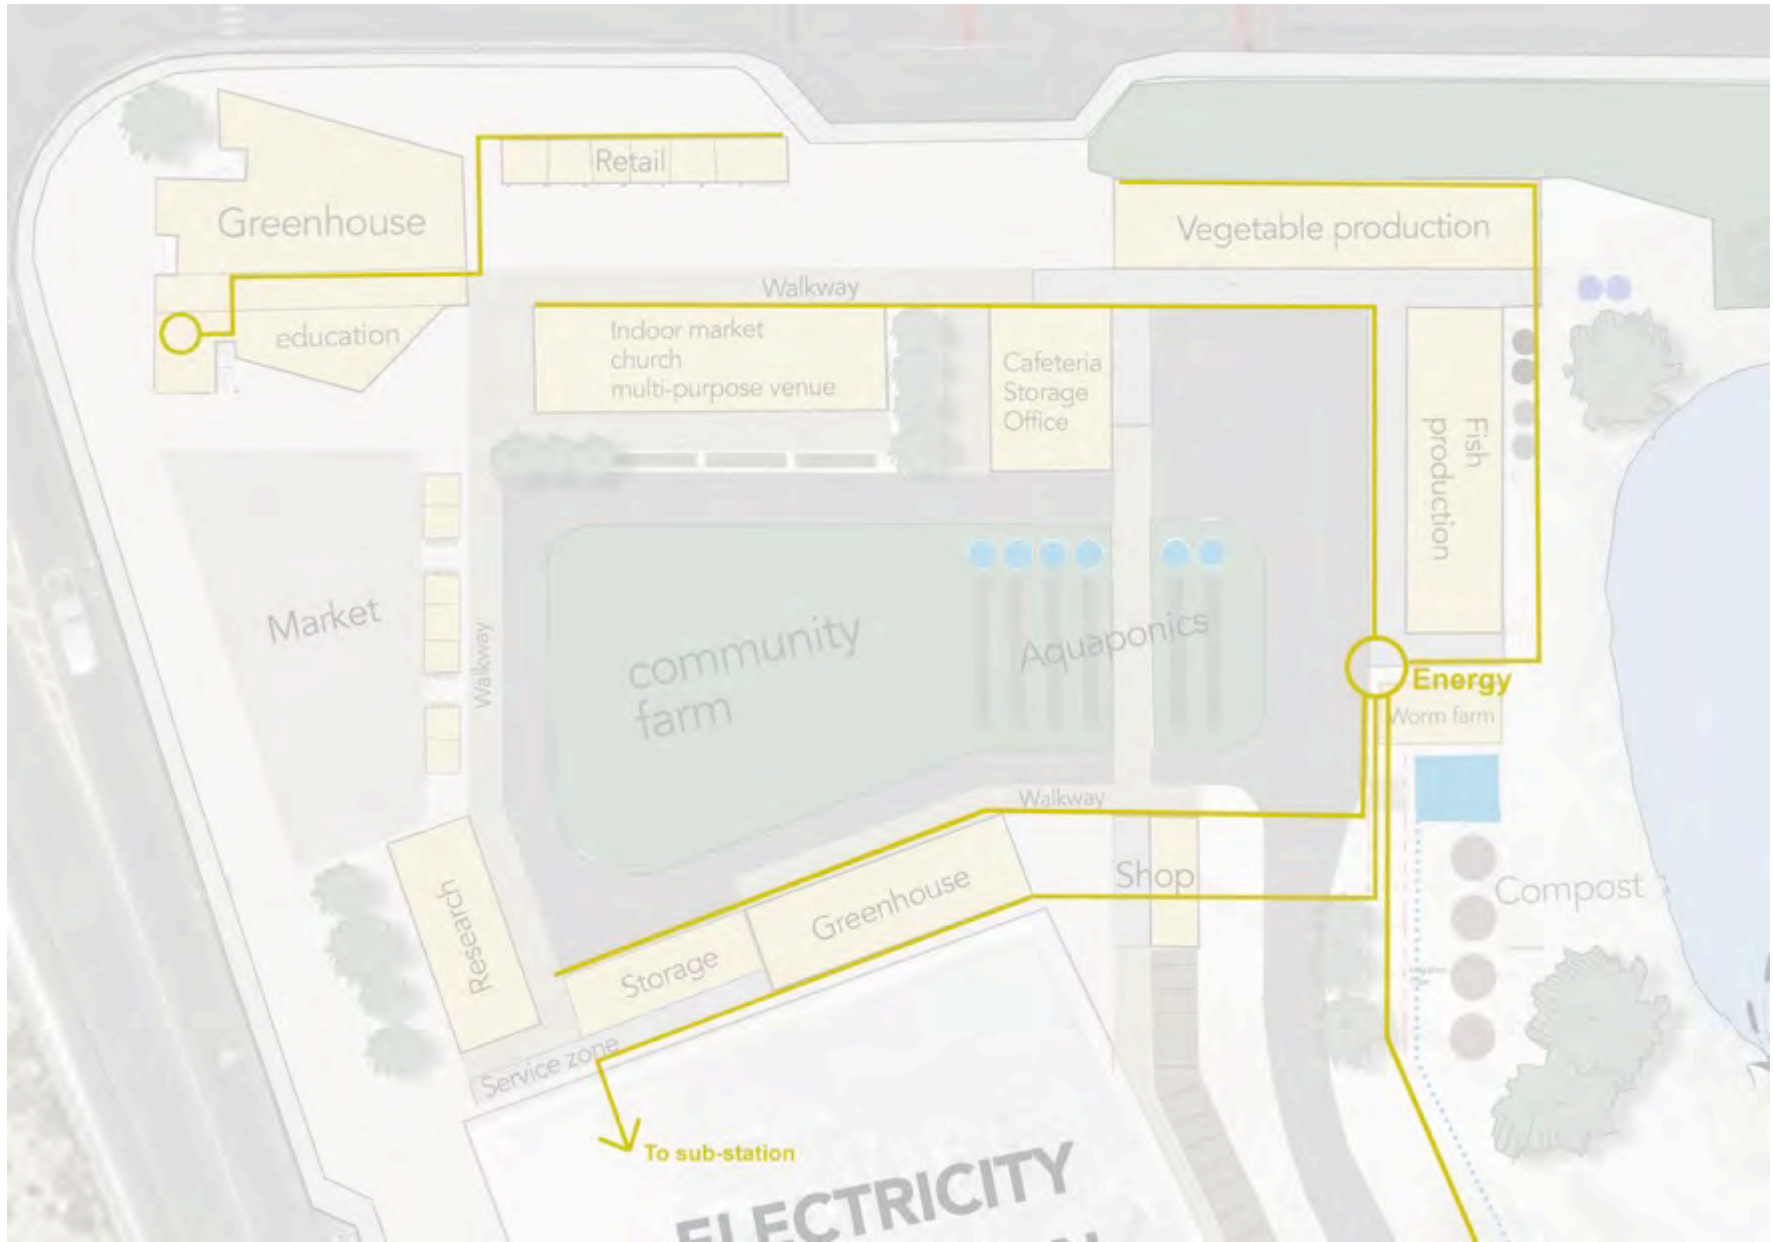 Retail
Greenhouse
Vegetable production
Walkway
education
Indoor market
church
multi-purpose venue
Cafeteria
Storage
Office
Fish
production
Market
Walkway
community
farm
Aquaponics
Energy
Worm farm
Walkway
Shop
Compost
Research
Storage
Greenhouse
Service zone
To sub-station
ELECTRICITY